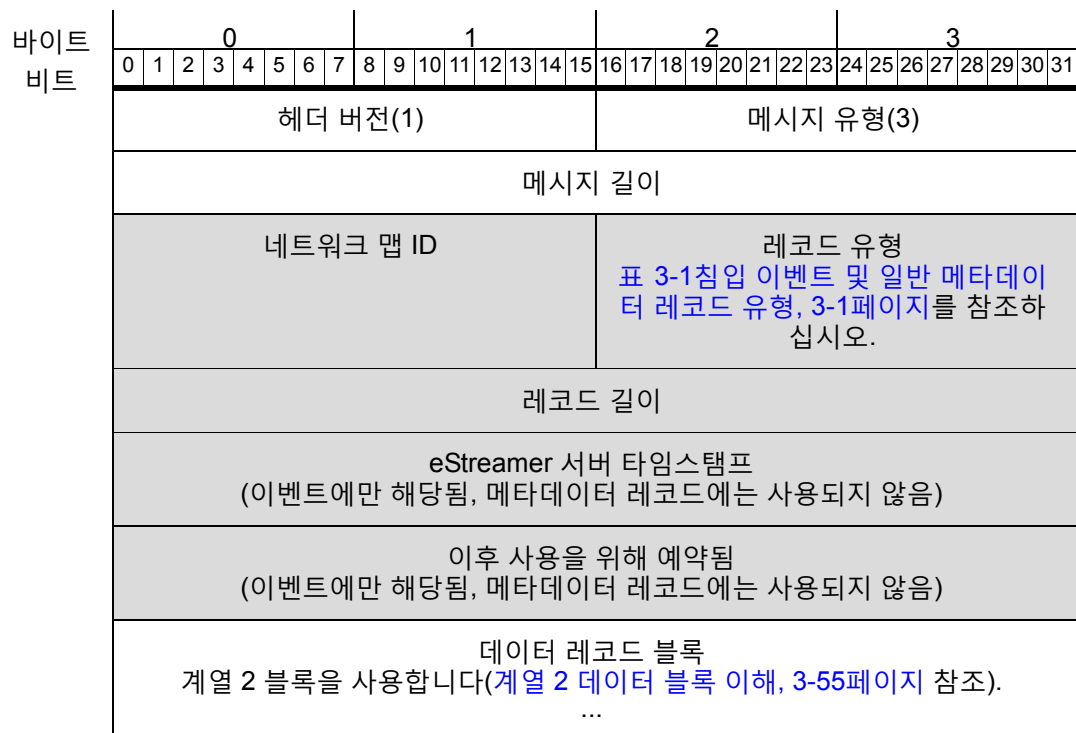 바이트 0 1 2 3
비트 0 1 2 3 4 5 6 7 8 9 10 11 12 13 14 15 16 17 18 19 20 21 22 23 24 25 26 27 28 29 30 31
헤더 버전(1) 메시지 유형(3)
메시지 길이
네트워크 맵 ID
레코드 유형
표 3-1침입 이벤트 및 일반 메타데이
터 레코드 유형, 3-1페이지를 참조하
십시오.
레코드 길이
eStreamer 서버 타임스탬프
(이벤트에만 해당됨, 메타데이터 레코드에는 사용되지 않음)
이후 사용을 위해 예약됨
(이벤트에만 해당됨, 메타데이터 레코드에는 사용되지 않음)
데이터 레코드 블록
계열 2 블록을 사용합니다(계열 2 데이터 블록 이해, 3-55페이지 참조).
...